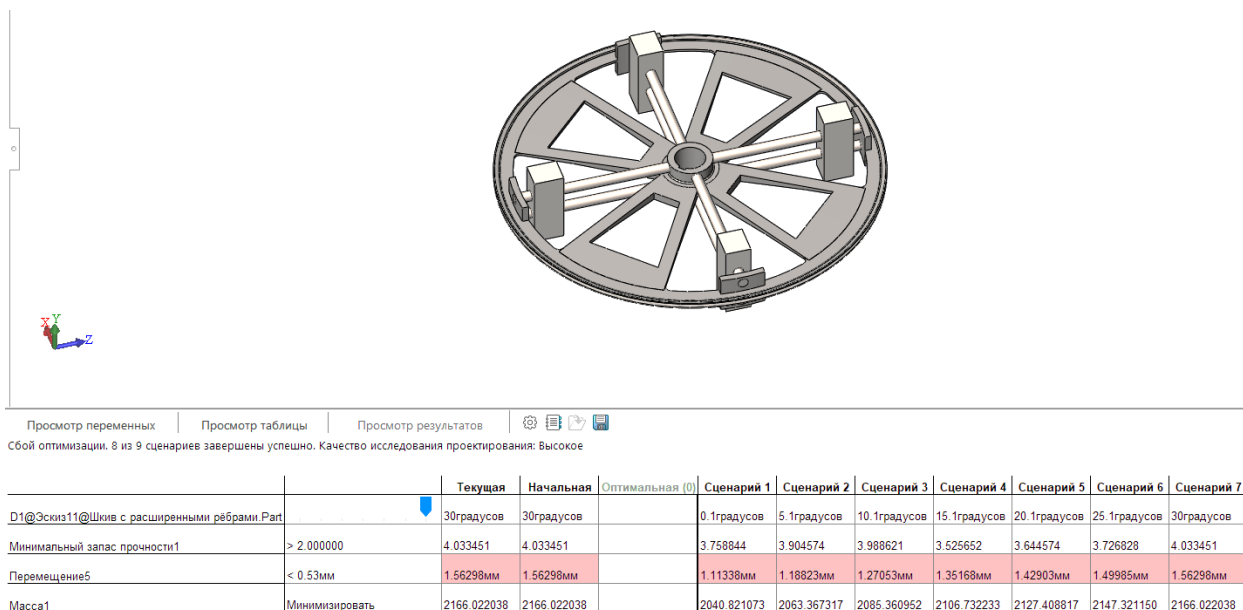 X Y
Z
Просмотр переменных Просмотр таблицы Просмотр результатов
Сбой оптимизации. 8 из 9 сценариев завершены успешно. Качество исследования проектирования: Высокое
Текущая Начальная Оптимальная (0) Сценарий 1 Сценарий 2 Сценарий 3 Сценарий 4 Сценарий 5 Сценарий 6 Сценарий 7
D1@Эскиз11@Шкив с расширенными рёбрами.Part 30градусов 30градусов 0.1градусов 5.1градусов 10.1градусов 15.1градусов 20.1градусов 25.1градусов 30градусов
Минимальный запас прочности1 > 2.000000 4.033451 4.033451 3.758844 3.904574 3.988621 3.525652 3.644574 3.726828 4.033451
Перемещение5 < 0.53мм 1.56298мм 1.56298мм 1.11338мм 1.18823мм 1.27053мм 1.35168мм 1.42903мм 1.49985мм 1.56298мм
Масса1 Минимизировать 2166.022038 2166.022038 2040.821073 2063.367317 2085.360952 2106.732233 2127.408817 2147.321150 2166.022038